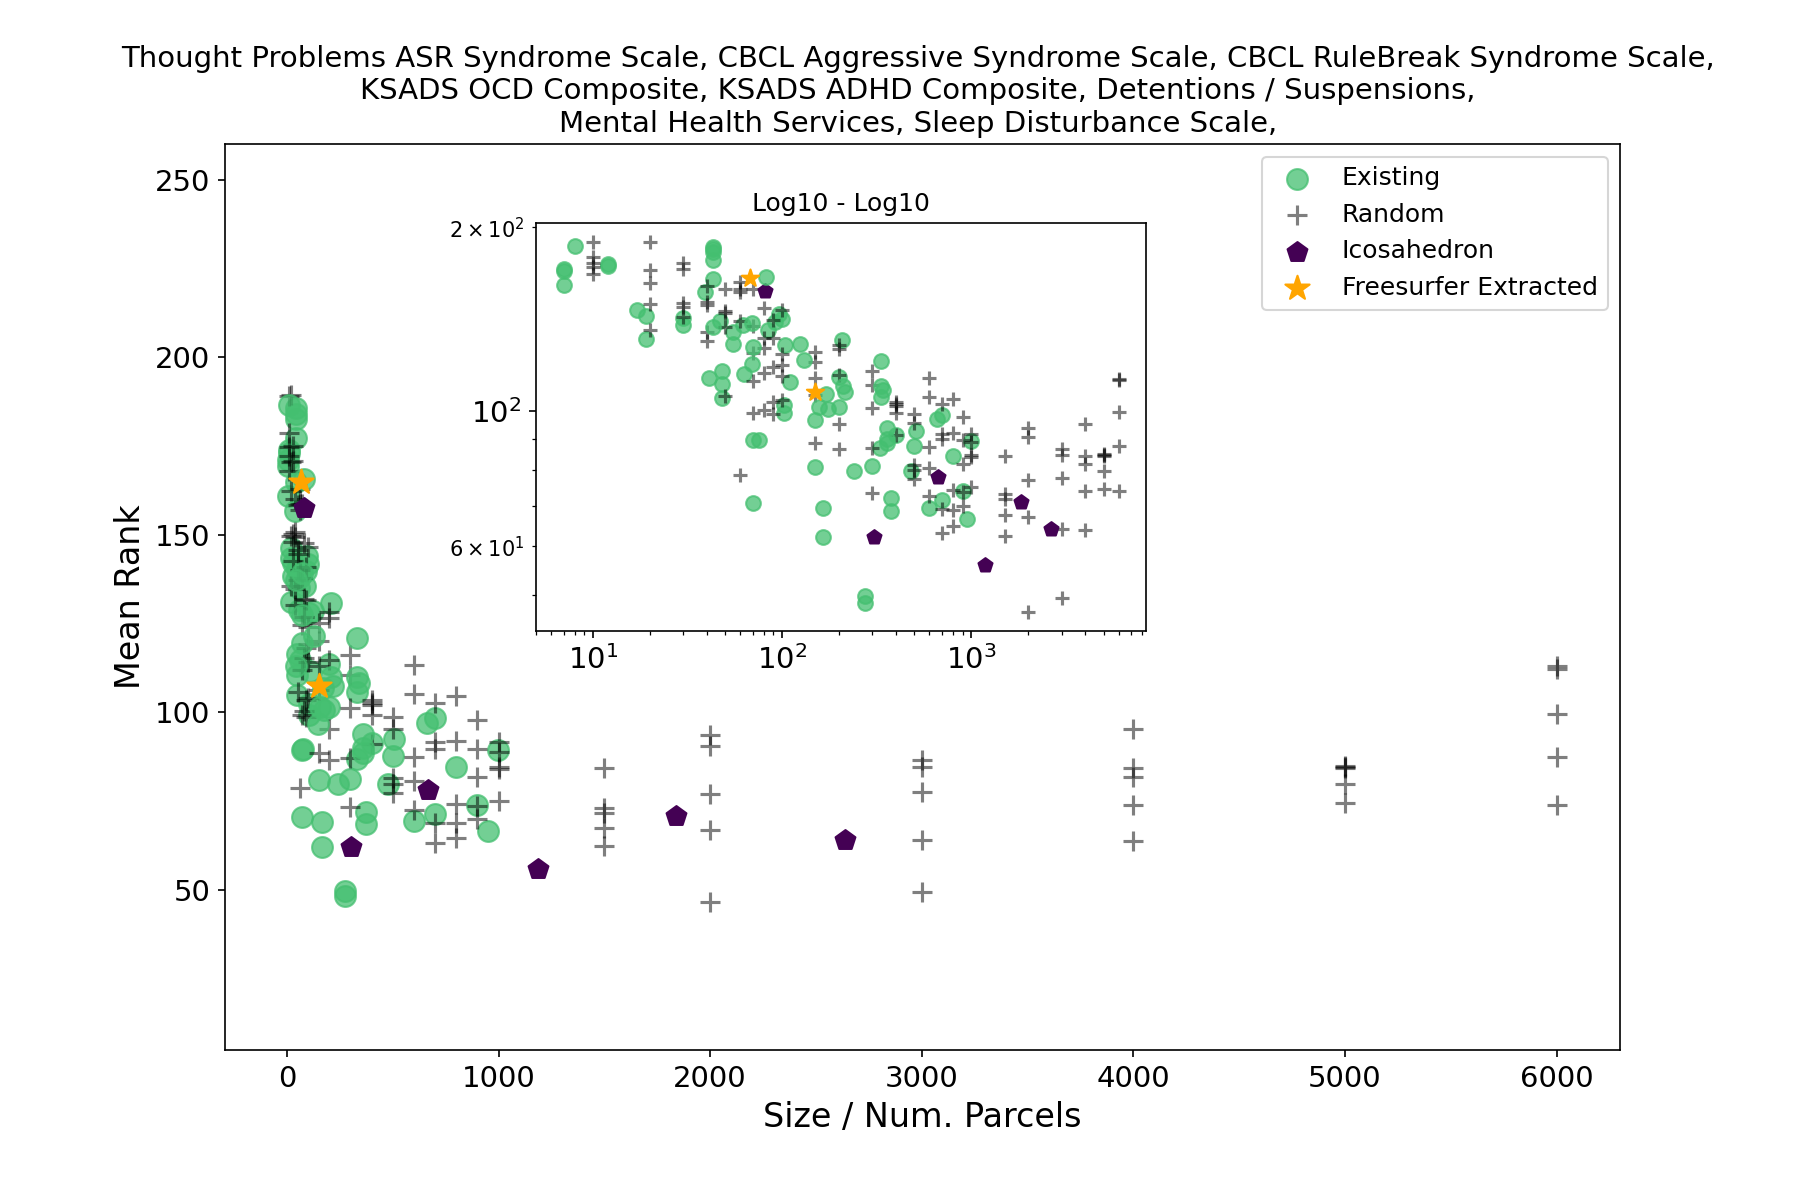 Thought Problems ASR Syndrome Scale, CBCL Aggressive Syndrome Scale, CBCL RuleBreak Syndrome Scale,
KSADS OCD Composite, KSADS ADHD Composite, Detentions / Suspensions,
Mental Health Services, Sleep Disturbance Scale,
250
200
150
100
50
Mean Rank
Existing
Random
Icosahedron
Freesurfer Extracted
Log10 - Log10
2 × 10²
10²
6 × 10¹
10¹ 10² 10³
0 1000 2000 3000 4000 5000 6000
Size / Num. Parcels